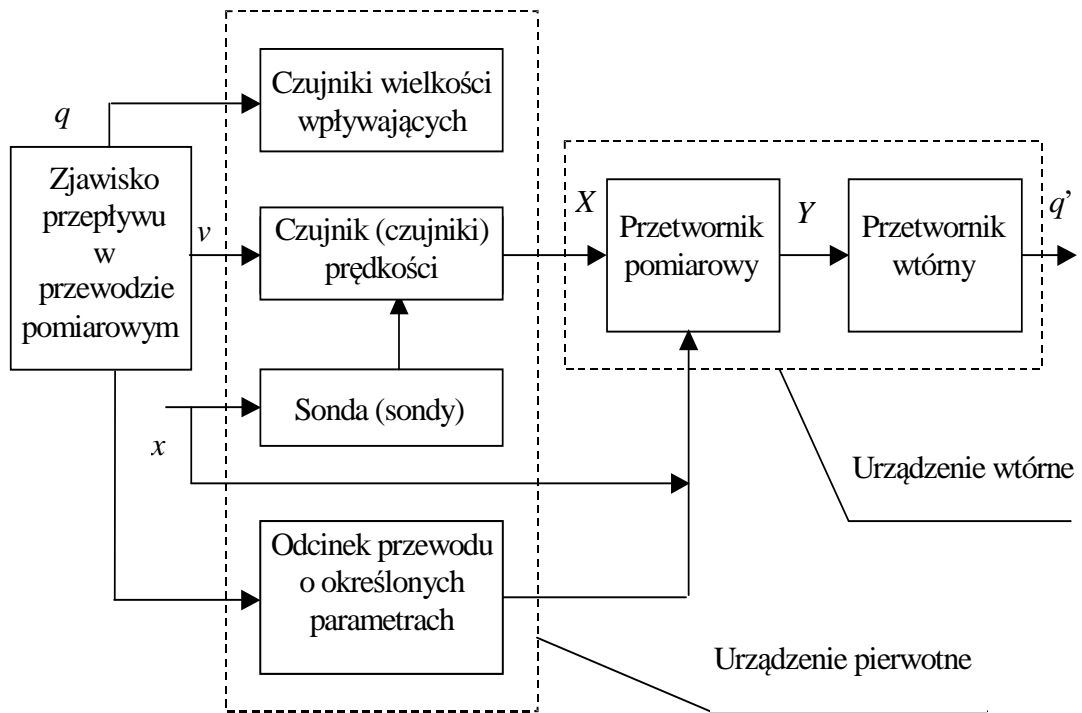 Czujniki wielkości
wpływających
q
Zjawisko
przepływu
w
przewodzie
pomiarowym
v
Czujnik (czujniki)
prędkości
X
Przetwornik
pomiarowy
Y
Przetwornik
wtórny
q’
Sonda (sondy)
x
Urządzenie wtórne
Odcinek przewodu
o określonych
parametrach
Urządzenie pierwotne